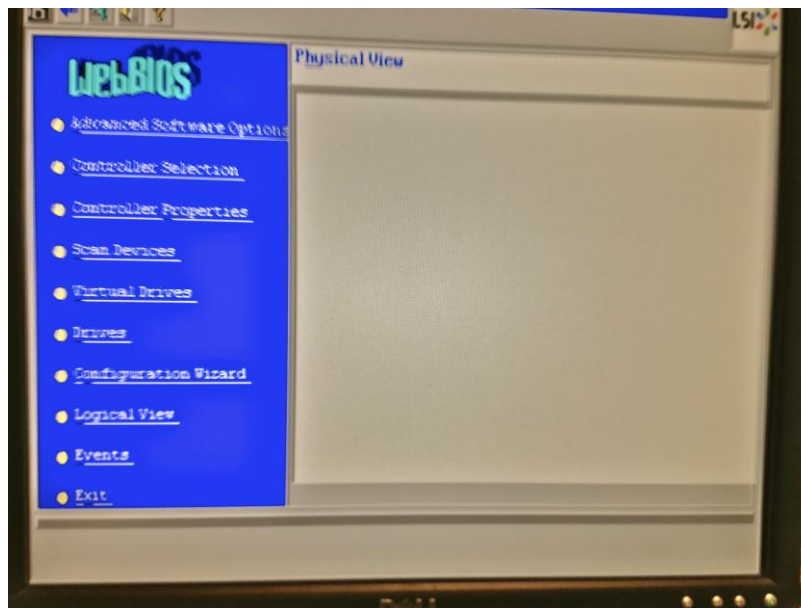 LSI
WebBIOS
Physical View
Advanced Software Options
Controller Selection
Controller Properties
Scan Devices
Virtual Drives
Drives
Configuration Wizard
Logical View
Events
Exit
DELL